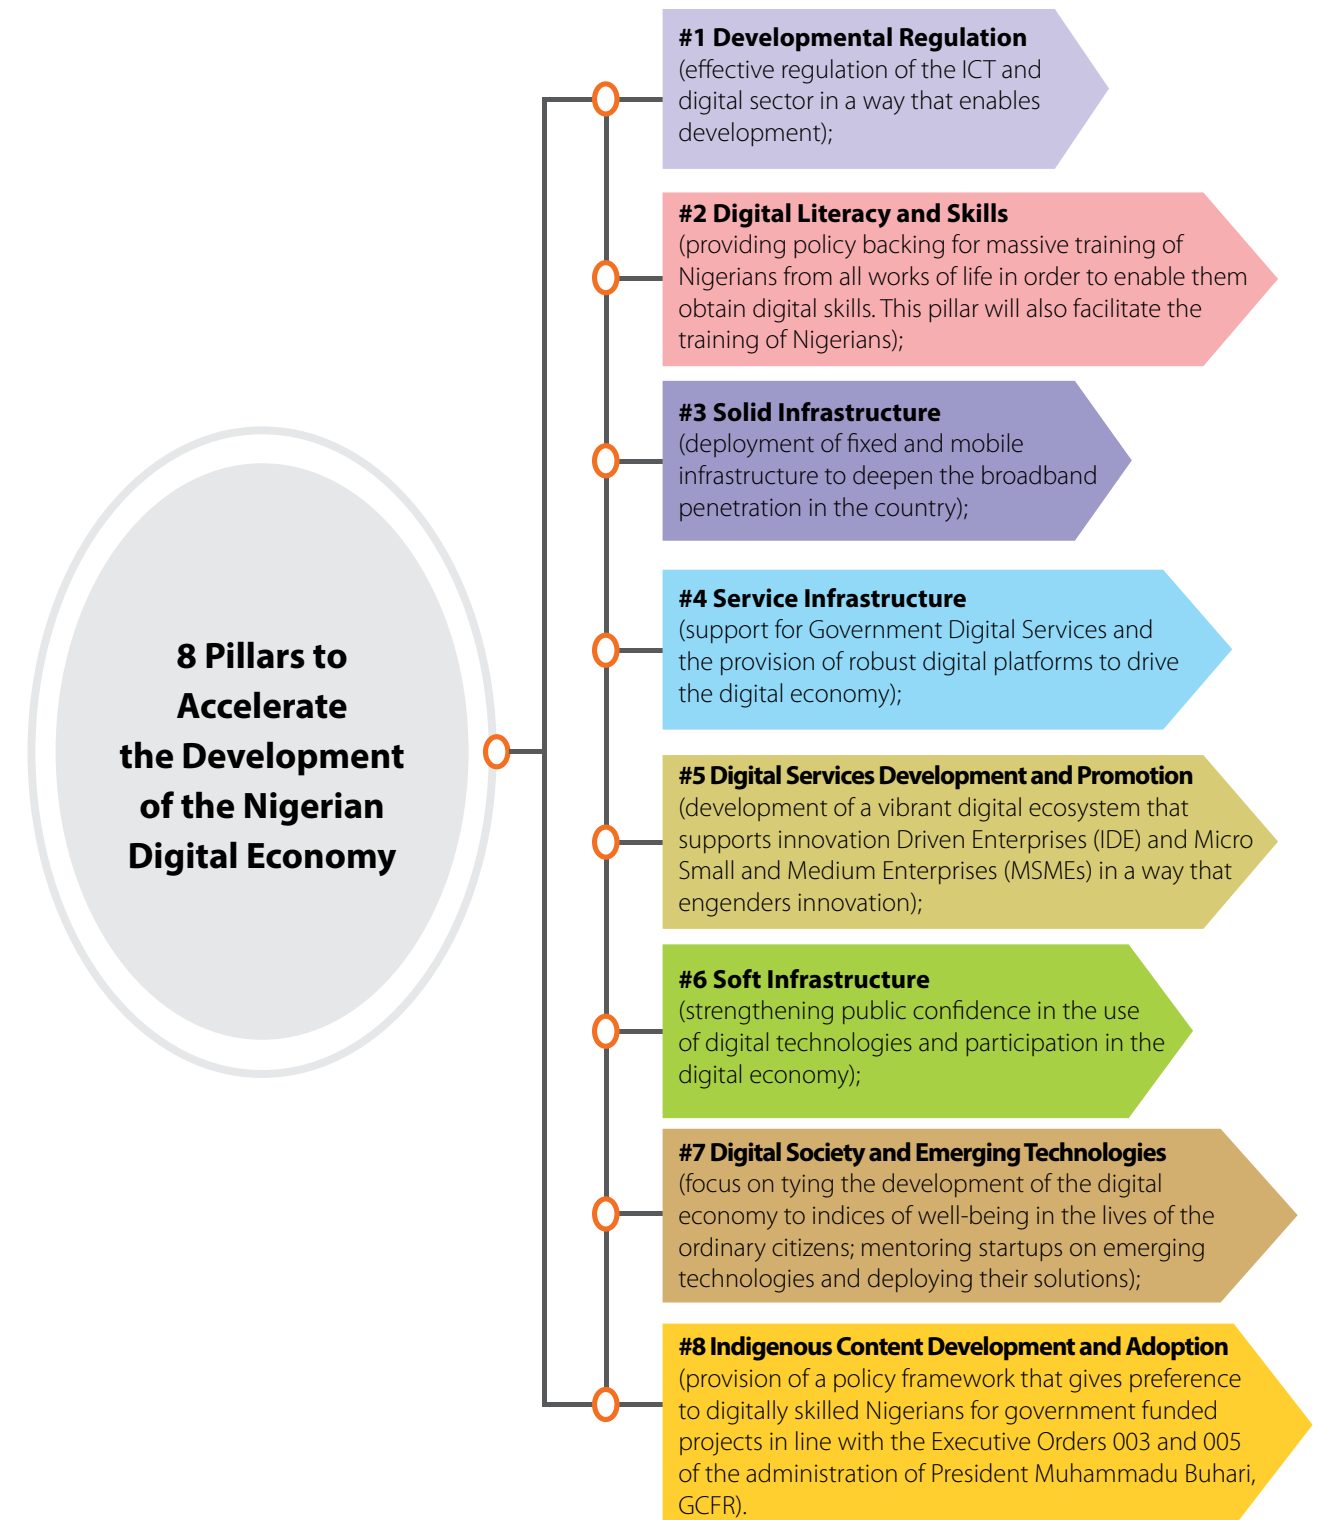 8 Pillars to
Accelerate
the Development
of the Nigerian
Digital Economy
#1 Developmental Regulation
(effective regulation of the ICT and
digital sector in a way that enables
development);
#2 Digital Literacy and Skills
(providing policy backing for massive training of
Nigerians from all works of life in order to enable them
obtain digital skills. This pillar will also facilitate the
training of Nigerians);
#3 Solid Infrastructure
(deployment of fixed and mobile
infrastructure to deepen the broadband
penetration in the country);
#4 Service Infrastructure
(support for Government Digital Services and
the provision of robust digital platforms to drive
the digital economy);
#5 Digital Services Development and Promotion
(development of a vibrant digital ecosystem that
supports innovation Driven Enterprises (IDE) and Micro
Small and Medium Enterprises (MSMEs) in a way that
engenders innovation);
#6 Soft Infrastructure
(strengthening public confidence in the use
of digital technologies and participation in the
digital economy);
#7 Digital Society and Emerging Technologies
(focus on tying the development of the digital
economy to indices of well-being in the lives of the
ordinary citizens; mentoring startups on emerging
technologies and deploying their solutions);
#8 Indigenous Content Development and Adoption
(provision of a policy framework that gives preference
to digitally skilled Nigerians for government funded
projects in line with the Executive Orders 003 and 005
of the administration of President Muhammadu Buhari,
GCFR).